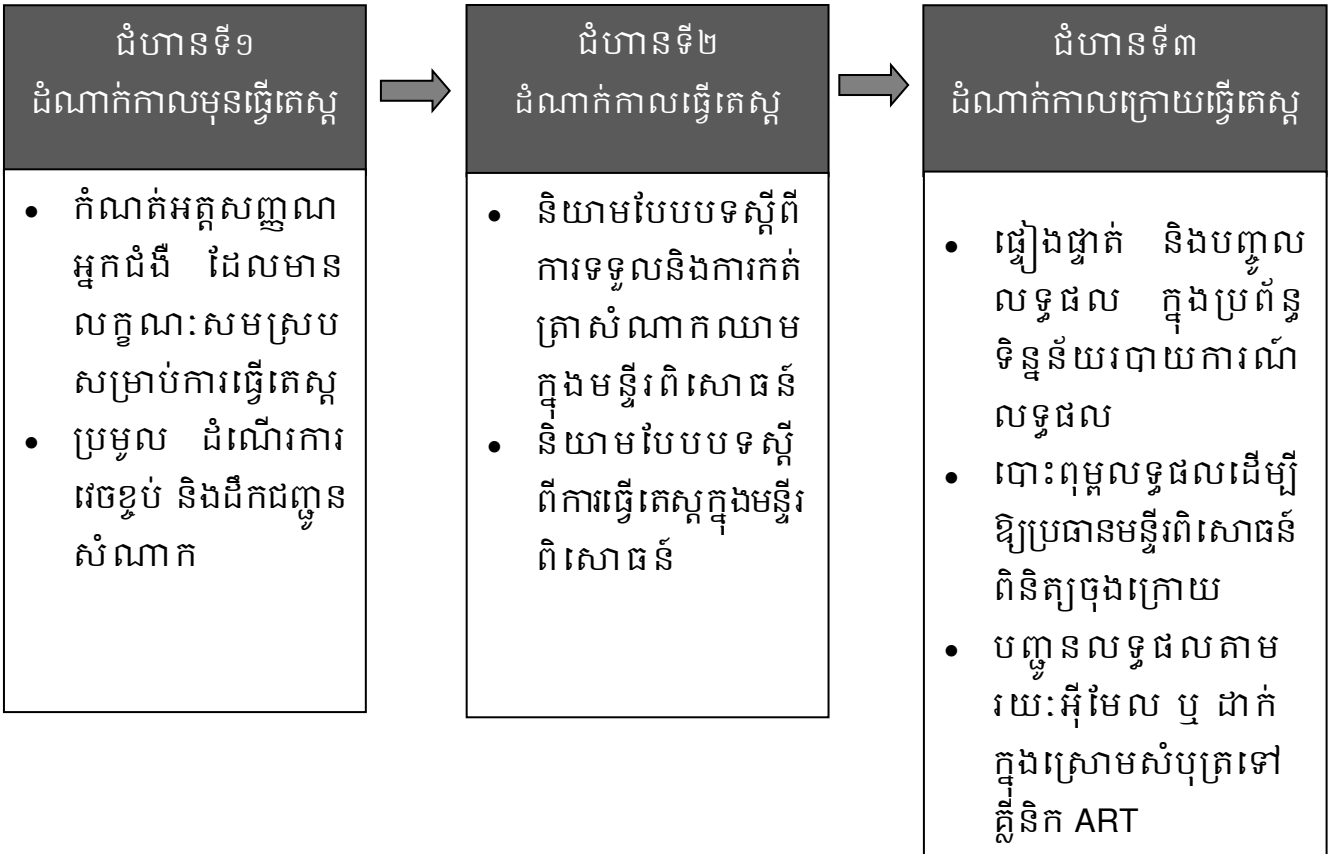 ជំហានទី១
ដំណាក់កាលមុនធ្វើតេស្ត
• កំណត់អត្តសញ្ញណ
អ្នកជំងឺ ដែលមាន
លក្ខណៈសមស្រប
សម្រាប់ការធ្វើតេស្ត
• ប្រមូល ដំណើរការ
វេចខ្ចប់ និងដឹកជញ្ជូន
សំណាក
ជំហានទី២
ដំណាក់កាលធ្វើតេស្ត
• និយាមបែបបទស្តីពី
ការទទួលនិងការកត់
ត្រាសំណាកឈាម
ក្នុងមន្ទីរពិសោធន៍
• និយាមបែបបទស្តី
ពីការធ្វើតេស្តក្នុងមន្ទីរ
ពិសោធន៍
ជំហានទី៣
ដំណាក់កាលក្រោយធ្វើតេស្ត
• ផ្ទៀងផ្ទាត់ និងបញ្ចូល
លទ្ធផល ក្នុងប្រព័ន្ធ
ទិន្នន័យរបាយការណ៍
លទ្ធផល
• បោះពុម្ពលទ្ធផលដើម្បី
ឱ្យប្រធានមន្ទីរពិសោធន៍
ពិនិត្យចុងក្រោយ
• បញ្ជូនលទ្ធផលតាម
រយៈអ៊ីមែល ឬ ដាក់
ក្នុងស្រោមសំបុត្រទៅ
គ្លីនិក ART